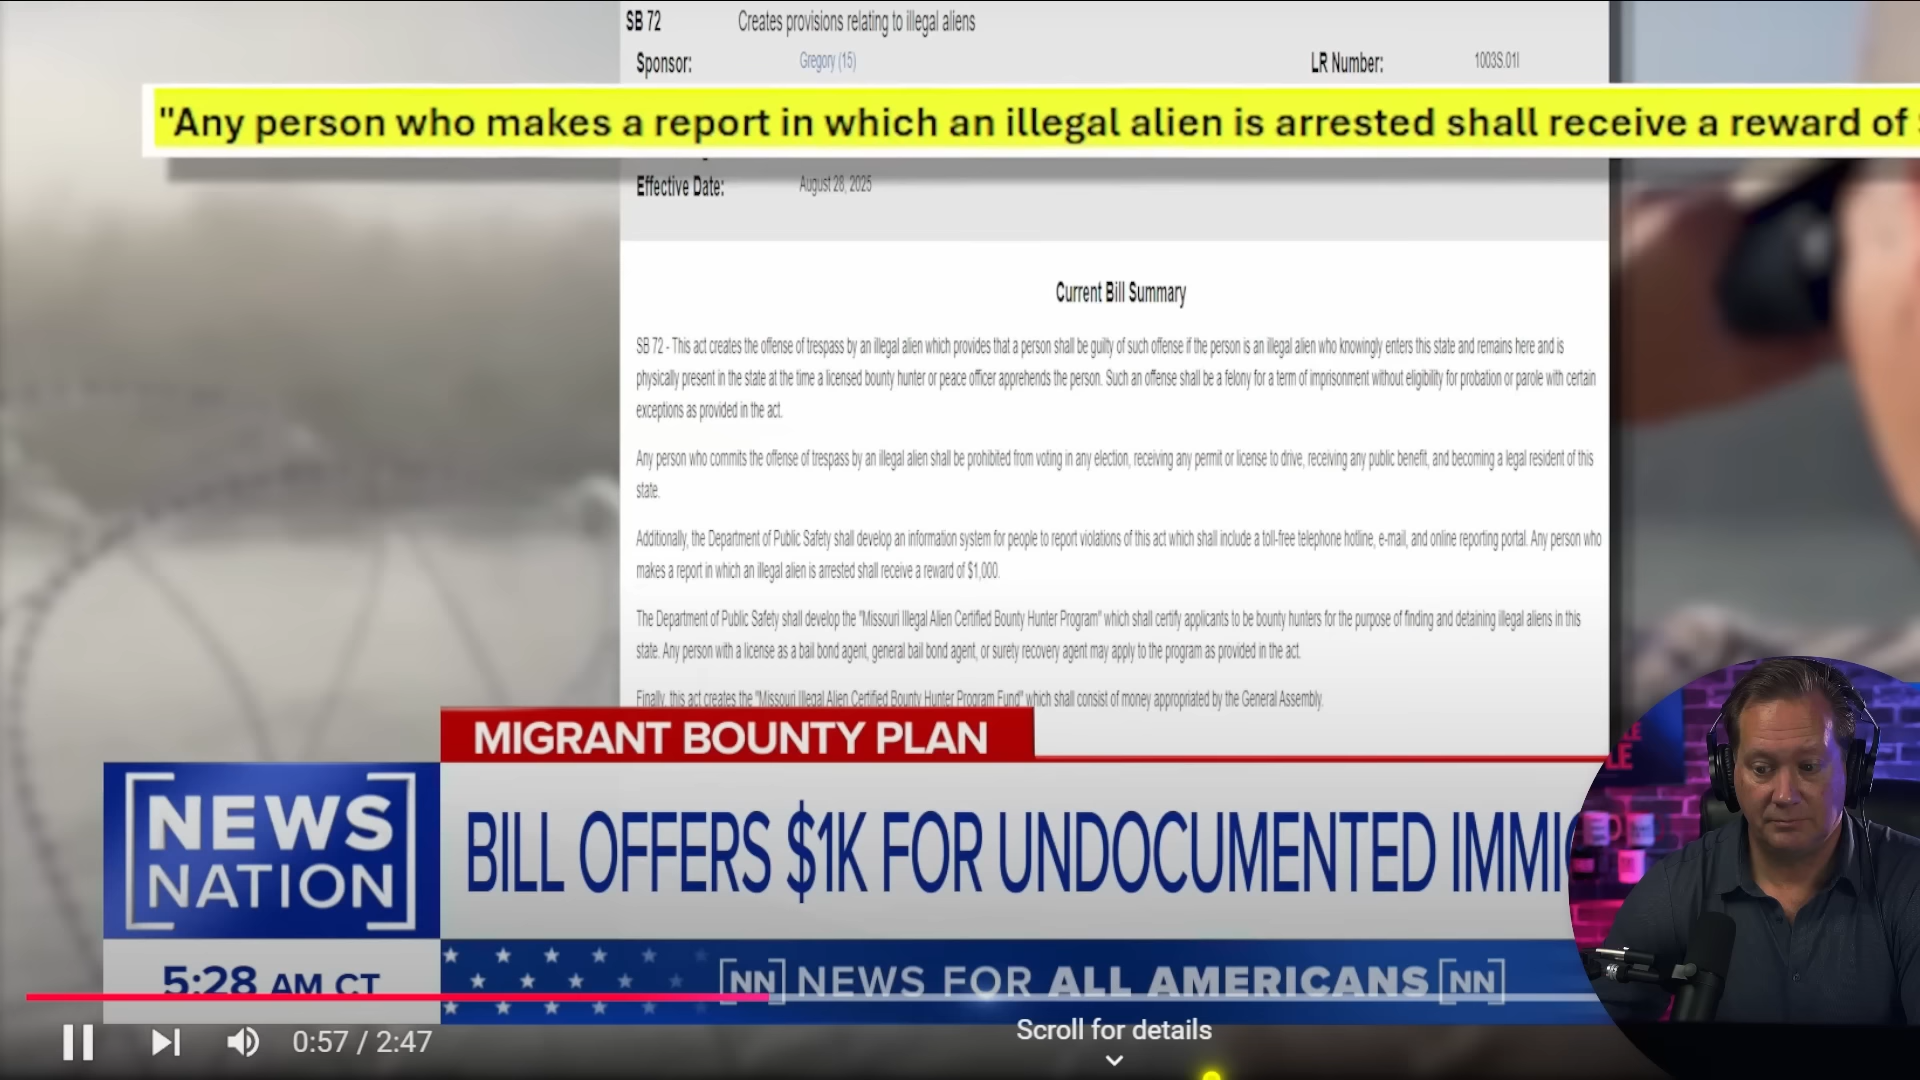 SB 72 Creates provisions relating to illegal aliens
Sponsor: Gregory (15) LR Number: 1003S.01I
"Any person who makes a report in which an illegal alien is arrested shall receive a reward of
Effective Date: August 28, 2025
Current Bill Summary
SB 72 - This act creates the offense of trespass by an illegal alien which provides that a person shall be guilty of such offense if the person is an illegal alien who knowingly enters this state and remains here and is
physically present in the state at the time a licensed bounty hunter or peace officer apprehends the person. Such an offense shall be a felony for a term of imprisonment without eligibility for probation or parole with certain
exceptions as provided in the act.
Any person who commits the offense of trespass by an illegal alien shall be prohibited from voting in any election, receiving any permit or license to drive, receiving any public benefit, and becoming a legal resident of this
state.
Additionally, the Department of Public Safety shall develop an information system for people to report violations of this act which shall include a toll-free telephone hotline, e-mail, and online reporting portal. Any person who
makes a report in which an illegal alien is arrested shall receive a reward of $1,000.
The Department of Public Safety shall develop the "Missouri Illegal Alien Certified Bounty Hunter Program" which shall certify applicants to be bounty hunters for the purpose of finding and detaining illegal aliens in this
state. Any person with a license as a bail bond agent, general bail bond agent, or surety recovery agent may apply to the program as provided in the act.
Finally, this act creates the "Missouri Illegal Alien Certified Bounty Hunter Program Fund" which shall consist of money appropriated by the General Assembly.
MIGRANT BOUNTY PLAN
NEWS
NATION
BILL OFFERS $1K FOR UNDOCUMENTED IMMI
5:28 AM CT
NN NEWS FOR ALL AMERICANS NN
0:57 / 2:47
Scroll for details